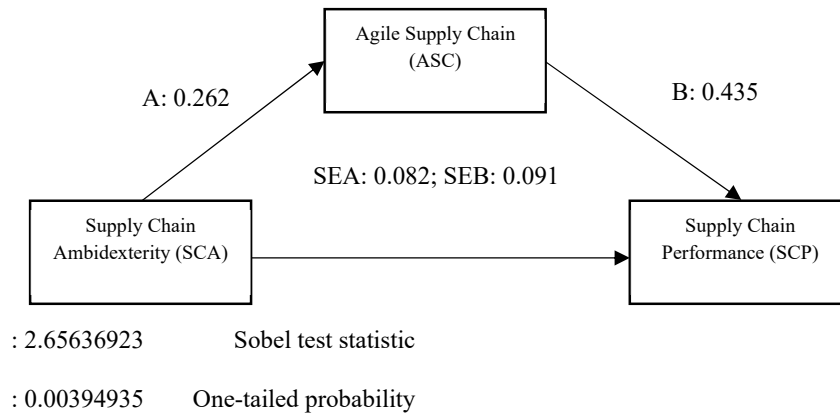 Agile Supply Chain
(ASC)
A: 0.262
B: 0.435
SEA: 0.082; SEB: 0.091
Supply Chain
Ambidexterity (SCA)
Supply Chain
Performance (SCP)
: 2.65636923 Sobel test statistic
: 0.00394935 One-tailed probability